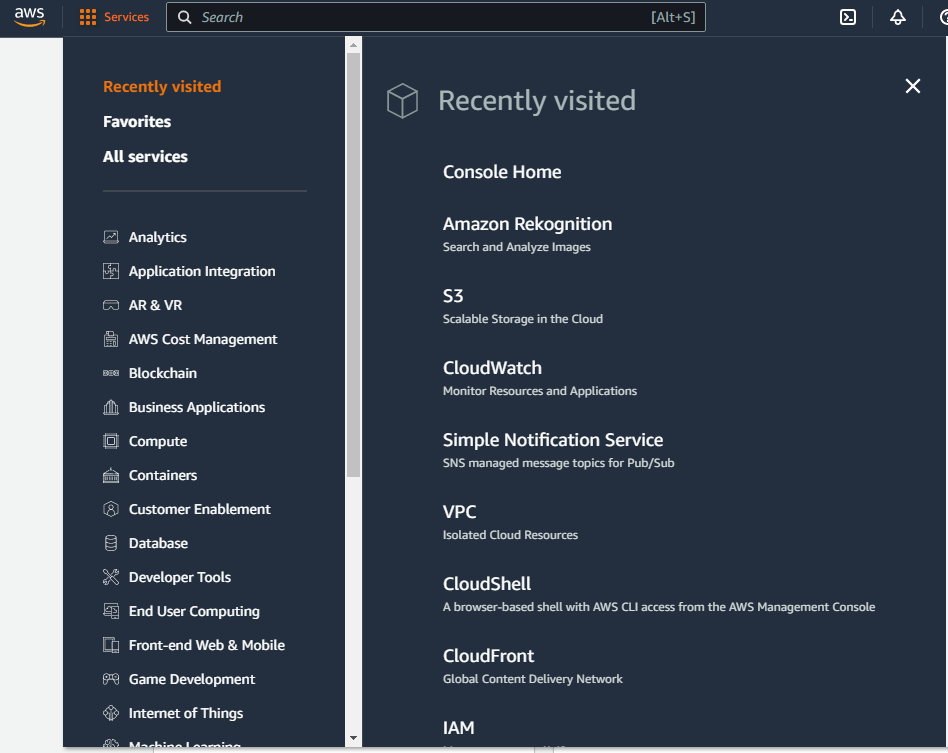 aws
Services
Search
[Alt+S]
Recently visited
Favorites
All services
Analytics
Application Integration
AR & VR
AWS Cost Management
Blockchain
Business Applications
Compute
Containers
Customer Enablement
Database
Developer Tools
End User Computing
Front-end Web & Mobile
Game Development
Internet of Things
Machine Learning
Recently visited
Console Home
Amazon Rekognition
Search and Analyze Images
S3
Scalable Storage in the Cloud
CloudWatch
Monitor Resources and Applications
Simple Notification Service
SNS managed message topics for Pub/Sub
VPC
Isolated Cloud Resources
CloudShell
A browser-based shell with AWS CLI access from the AWS Management Console
CloudFront
Global Content Delivery Network
IAM